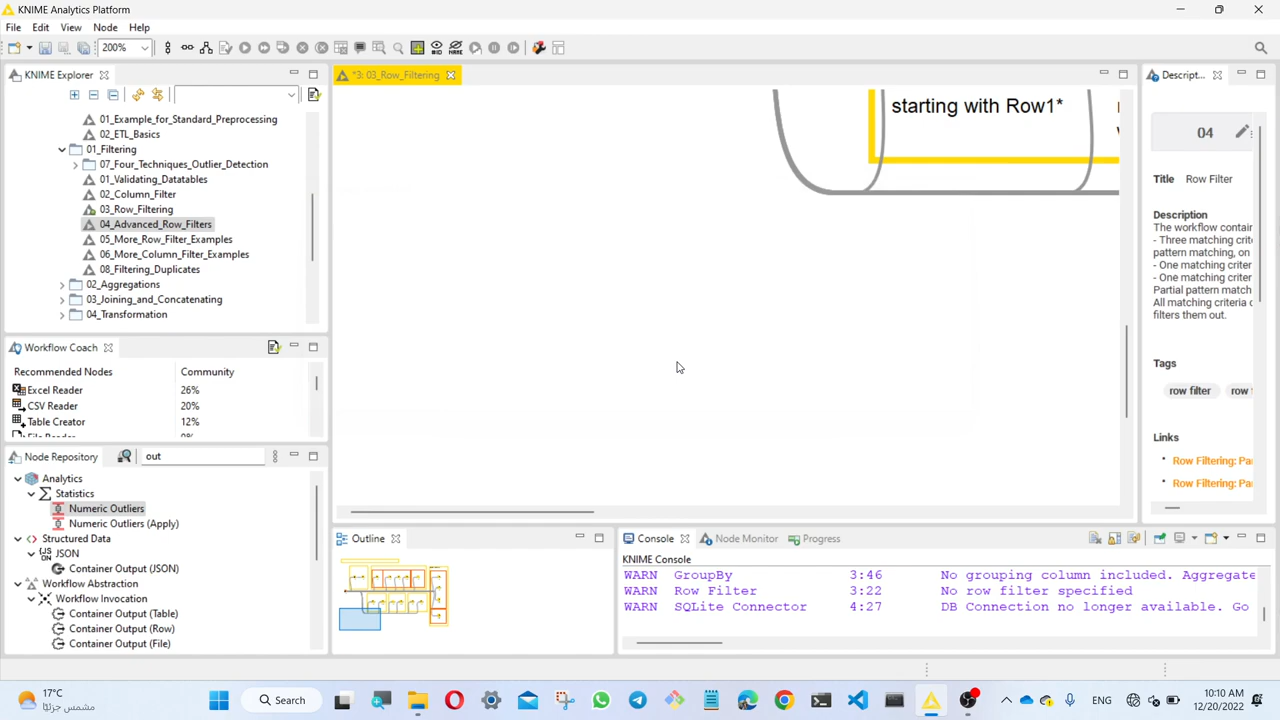 KNIME Analytics Platform
File Edit View Node Help
200%
KNIME Explorer
*3: 03_Row_Filtering
Descript...
01_Example_for_Standard_Preprocessing
02_ETL_Basics
01_Filtering
07_Four_Techniques_Outlier_Detection
01_Validating_Datatables
02_Column_Filter
03_Row_Filtering
04_Advanced_Row_Filters
05_More_Row_Filter_Examples
06_More_Column_Filter_Examples
08_Filtering_Duplicates
02_Aggregations
03_Joining_and_Concatenating
04_Transformation
starting with Row1*
04
Title Row Filter
Description
The workflow contain
- Three matching crite
pattern matching, on
- One matching criter
- One matching criter
Partial pattern match
All matching criteria c
filters them out.
Tags
row filter
Links
Row Filtering: Pa
Row Filtering: Pa
Workflow Coach
Recommended Nodes Community
Excel Reader 26%
CSV Reader 20%
Table Creator 12%
Node Repository
out
Analytics
Statistics
Numeric Outliers
Numeric Outliers (Apply)
Structured Data
JSON
Container Output (JSON)
Workflow Abstraction
Workflow Invocation
Container Output (Table)
Container Output (Row)
Container Output (File)
Outline
Console Node Monitor Progress
KNIME Console
WARN GroupBy 3:46 No grouping column included. Aggregate
WARN Row Filter 3:22 No row filter specified
WARN SQLite Connector 4:27 DB Connection no longer available. Go
17°C
مشمس جزئيًا
Search
ENG
10:10 AM
12/20/2022